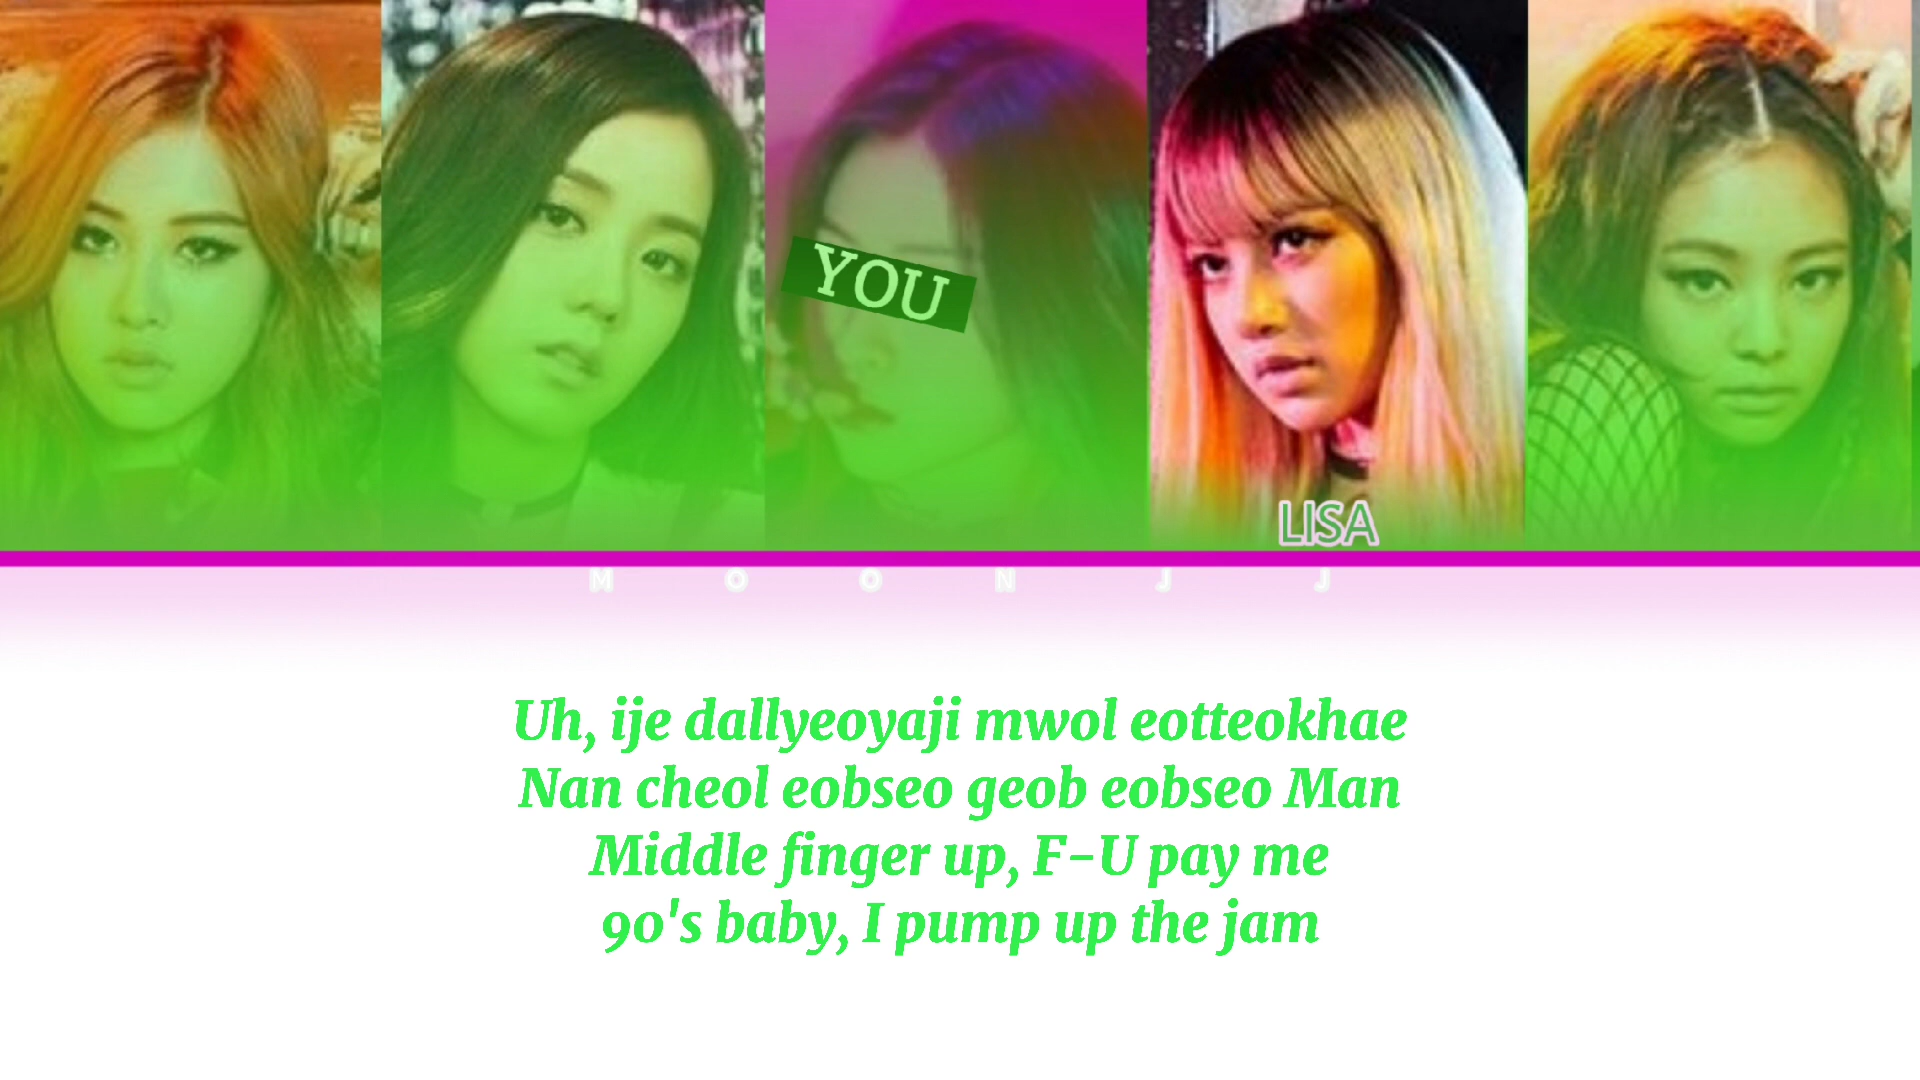 YOU
LISA
M O O N J J
Uh, ije dallyeoyaji mwol eotteokhae
Nan cheol eobseo geob eobseo Man
Middle finger up, F-U pay me
90's baby, I pump up the jam